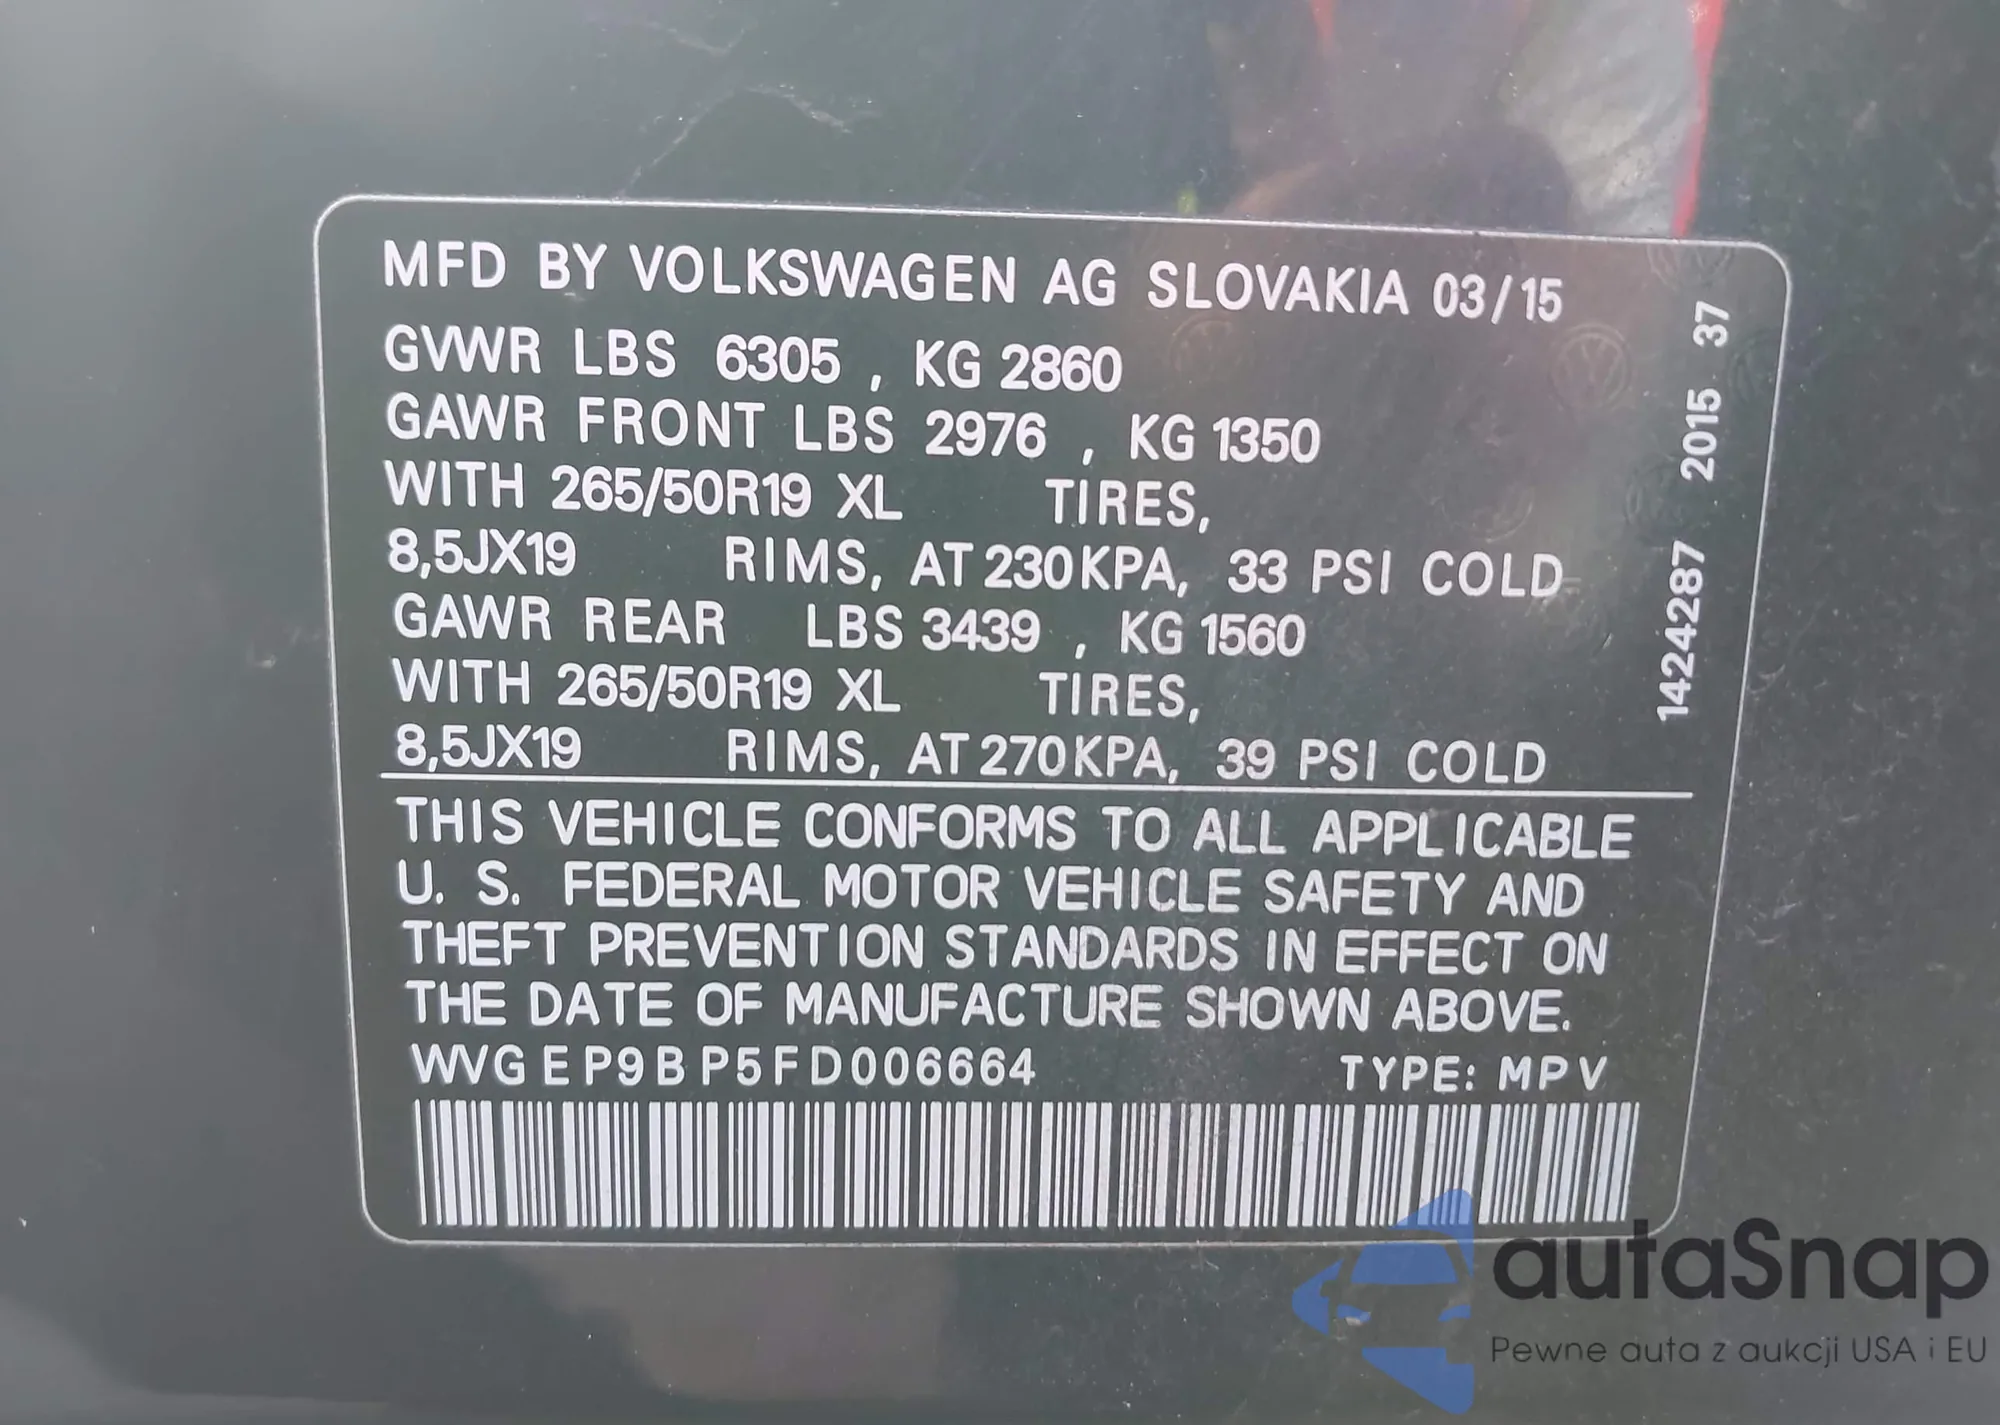 MFD BY VOLKSWAGEN AG SLOVAKIA 03/15
GVWR LBS 6305 , KG 2860
GAWR FRONT LBS 2976 , KG 1350
WITH 265/50R19 XL TIRES,
8,5JX19 RIMS, AT 230KPA, 33 PSI COLD
GAWR REAR LBS 3439 , KG 1560
WITH 265/50R19 XL TIRES,
8,5JX19 RIMS, AT 270KPA, 39 PSI COLD
THIS VEHICLE CONFORMS TO ALL APPLICABLE
U. S. FEDERAL MOTOR VEHICLE SAFETY AND
THEFT PREVENTION STANDARDS IN EFFECT ON
THE DATE OF MANUFACTURE SHOWN ABOVE.
WVGEP9BP5FD006664 TYPE: MPV
1424287 2015 37
autaSnap
Pewne auta z aukcji USA i EU